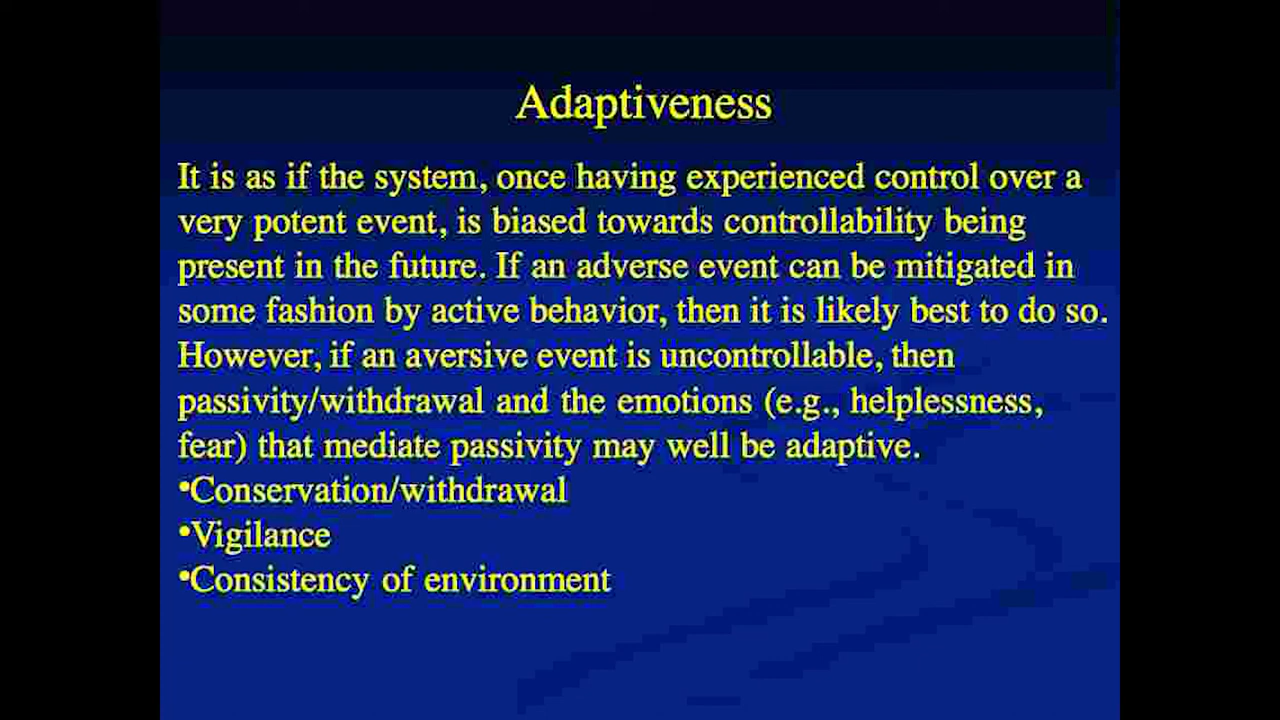 Adaptiveness
It is as if the system, once having experienced control over a
very potent event, is biased towards controllability being
present in the future. If an adverse event can be mitigated in
some fashion by active behavior, then it is likely best to do so.
However, if an aversive event is uncontrollable, then
passivity/withdrawal and the emotions (e.g., helplessness,
fear) that mediate passivity may well be adaptive.
•Conservation/withdrawal
•Vigilance
•Consistency of environment